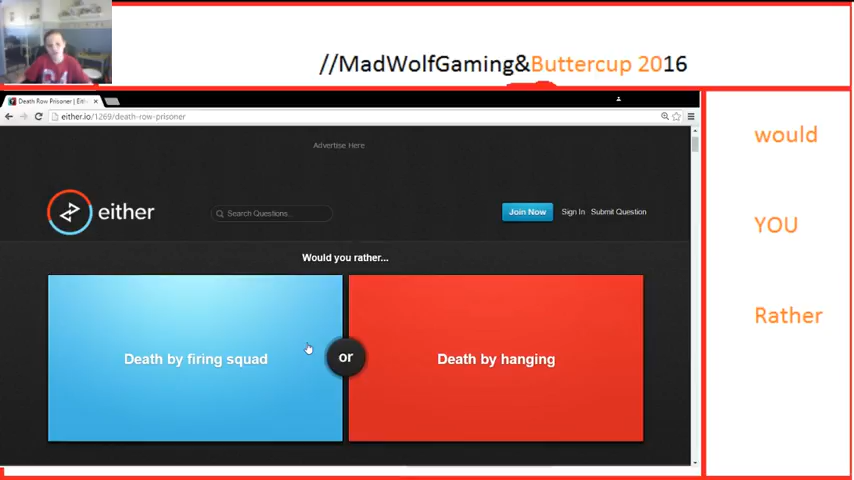 //MadWolfGaming&Buttercup 2016
Death Row Prisoner | Eith
either.io/1269/death-row-prisoner
Advertise Here
either
Search Questions...
Join Now
Sign In
Submit Question
Would you rather...
Death by firing squad
or
Death by hanging
would
YOU
Rather